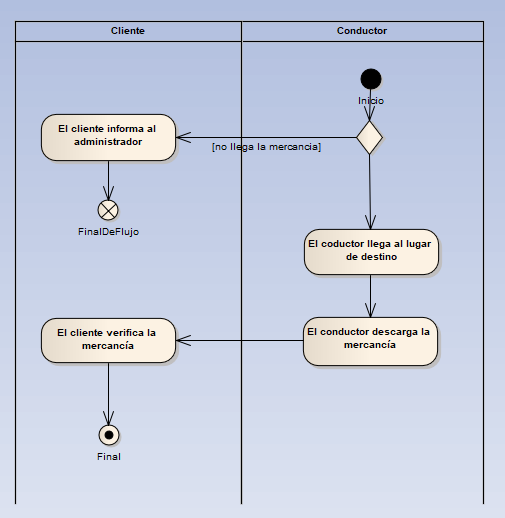 Cliente
Conductor
Inicio
El cliente informa al
administrador
[no llega la mercancia]
FinalDeFlujo
El coductor llega al lugar
de destino
El cliente verifica la
mercancía
El conductor descarga la
mercancía
Final